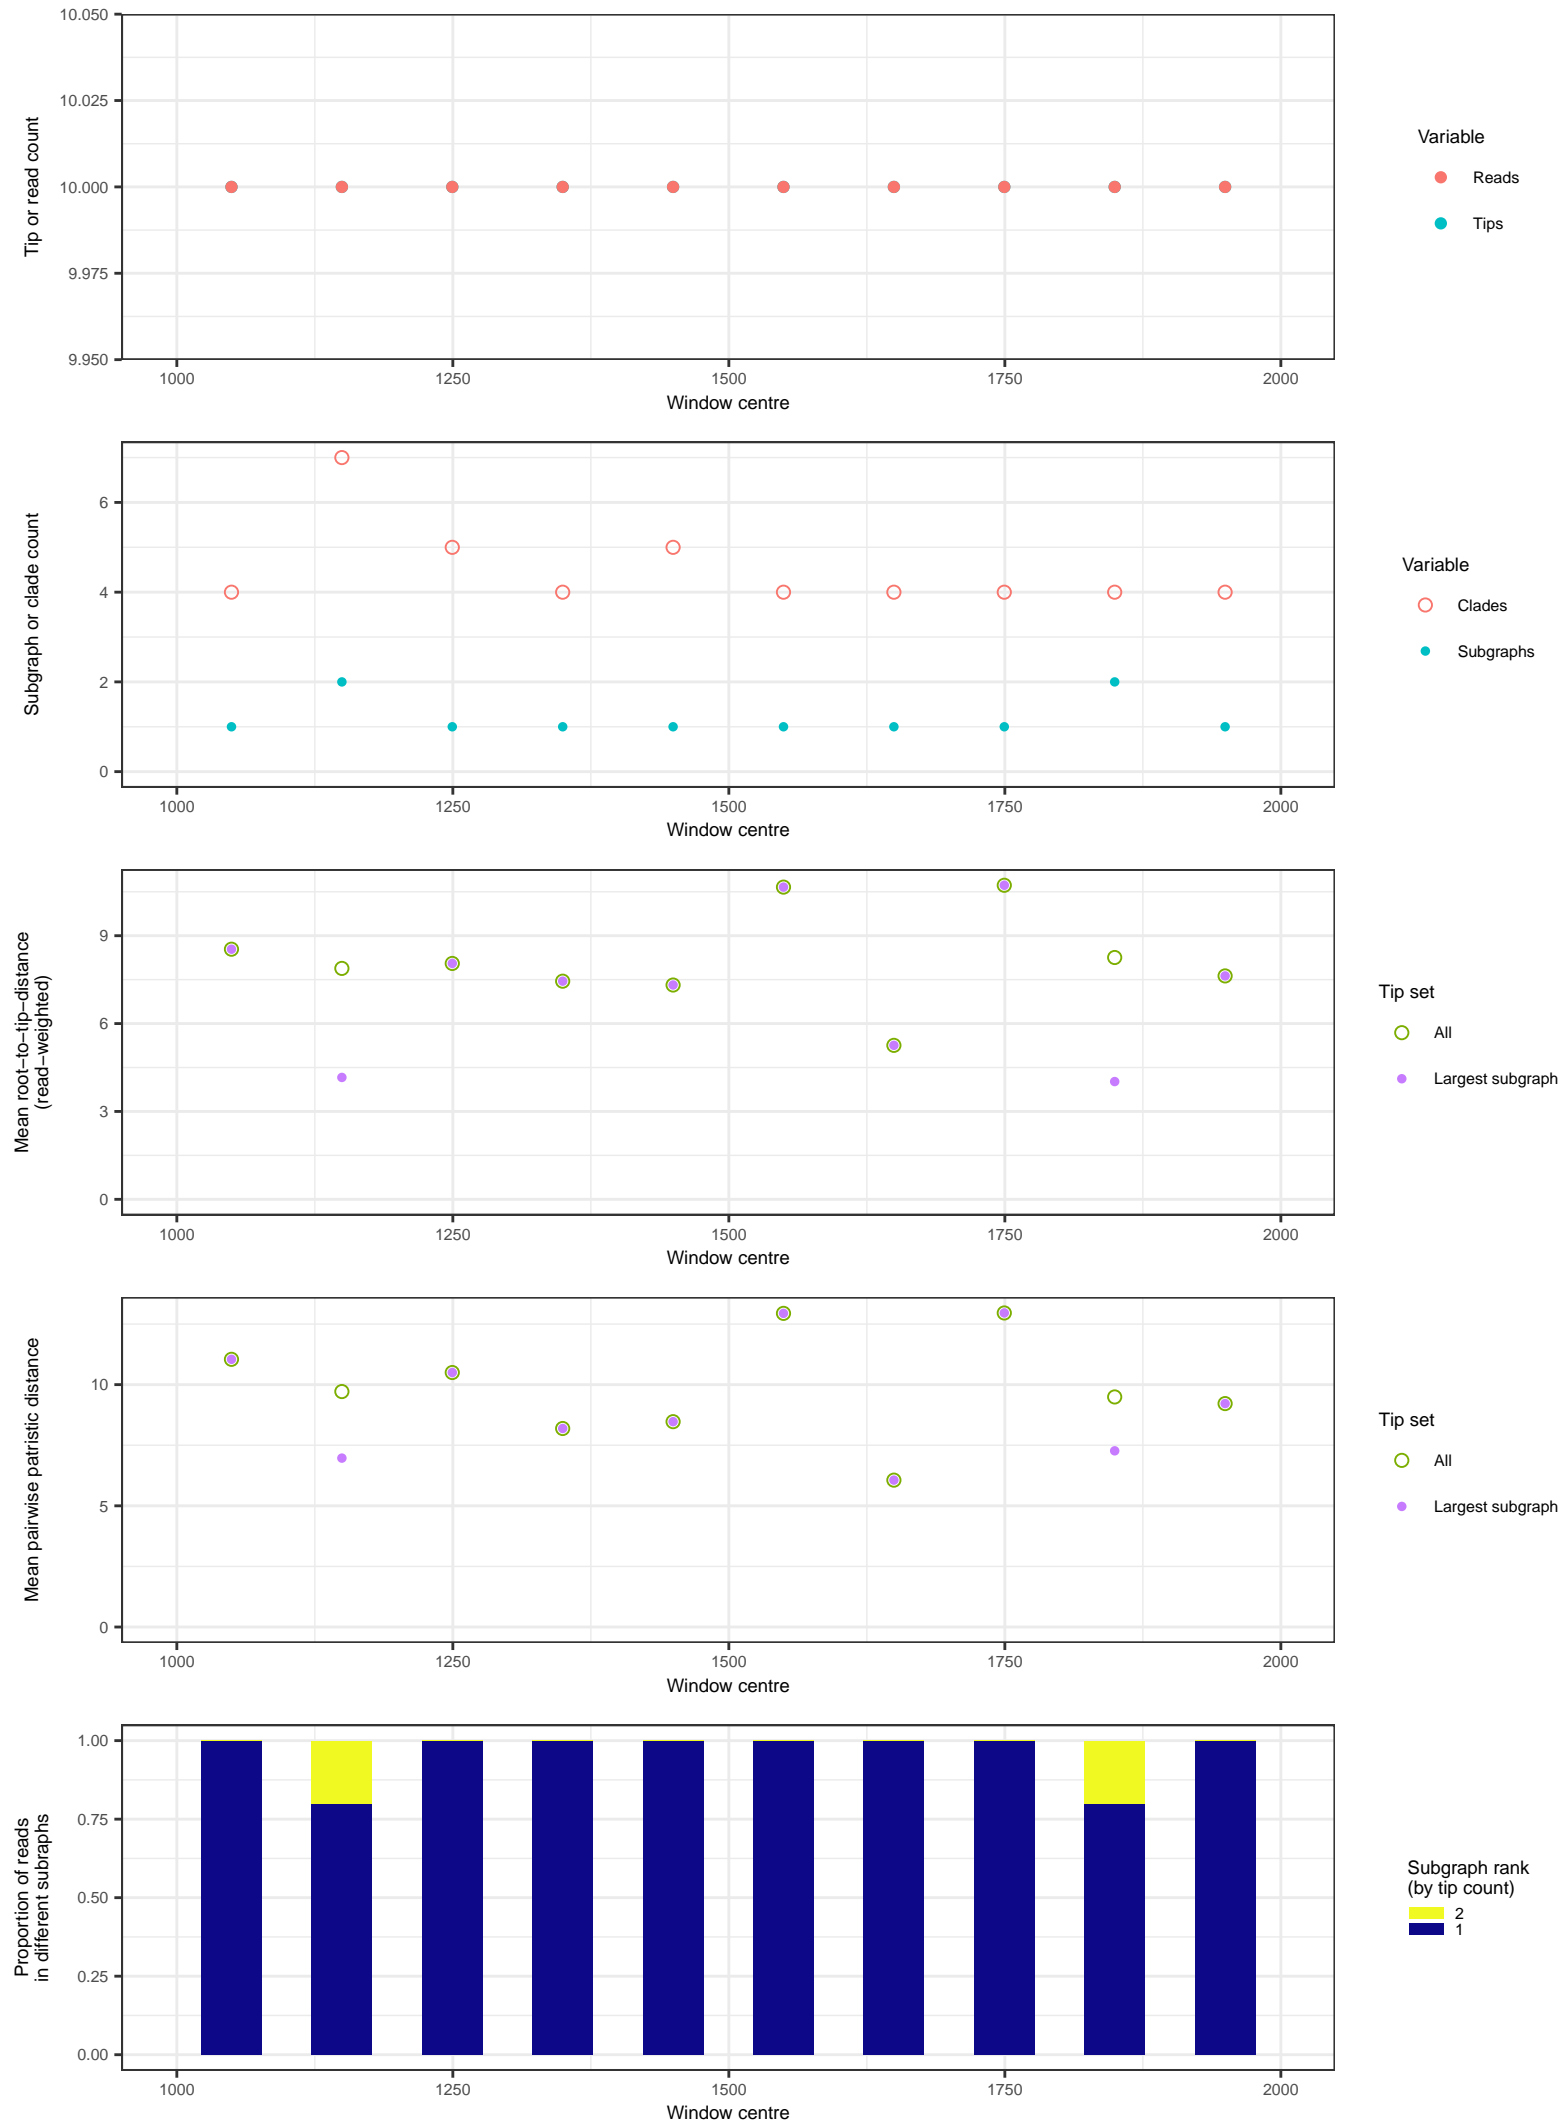 10.050
10.025
10.000
9.975
9.950
Tip or read count
1000 1250 1500 1750 2000
Window centre
Variable
Reads
Tips
6
4
2
0
Subgraph or clade count
1000 1250 1500 1750 2000
Window centre
Variable
Clades
Subgraphs
9
6
3
0
Mean root−to−tip−distance
(read−weighted)
1000 1250 1500 1750 2000
Window centre
Tip set
All
Largest subgraph
10
5
0
Mean pairwise patristic distance
1000 1250 1500 1750 2000
Window centre
Tip set
All
Largest subgraph
1.00
0.75
0.50
0.25
0.00
Proportion of reads
in different subraphs
1000 1250 1500 1750 2000
Window centre
Subgraph rank
(by tip count)
2
1